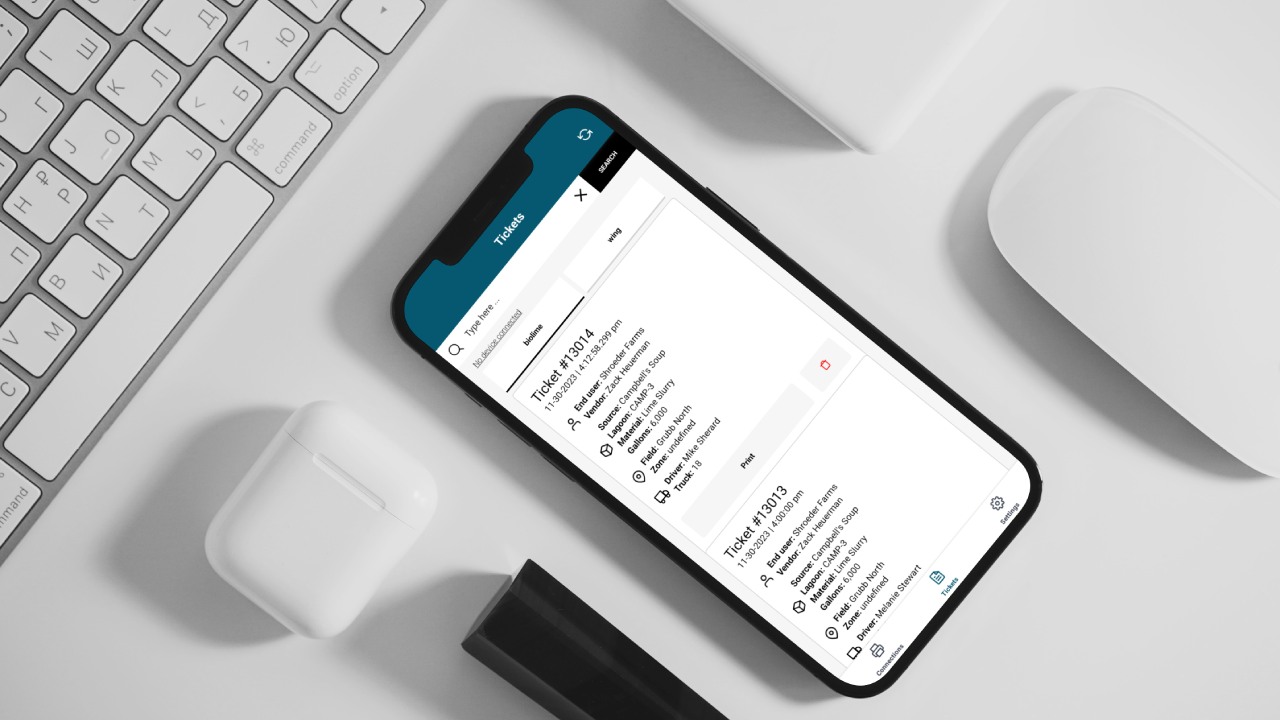 Tickets
SEARCH
Type here ...
No device connected
biolime
wing
Ticket #13014
11-30-2023 | 4:12:58.299 pm
End user: Shroeder Farms
Vendor: Zack Heuerman
Source: Campbell's Soup
Lagoon: CAMP-3
Material: Lime Slurry
Gallons: 6,000
Field: Grubb North
Zone: undefined
Driver: Mike Sherard
Truck: 18
Print
Ticket #13013
11-30-2023 | 4:00:00 pm
End user: Shroeder Farms
Vendor: Zack Heuerman
Source: Campbell's Soup
Lagoon: CAMP-3
Material: Lime Slurry
Gallons: 6,000
Field: Grubb North
Zone: undefined
Driver: Melanie Stewart
Connections
Tickets
Settings
I Ш
L Д
> . Ю
Г
K Л
< , Б
⌥ option
J О
M Ь
⌘ command
H Р ₽
N Т
П
B И
V М
C
mmand